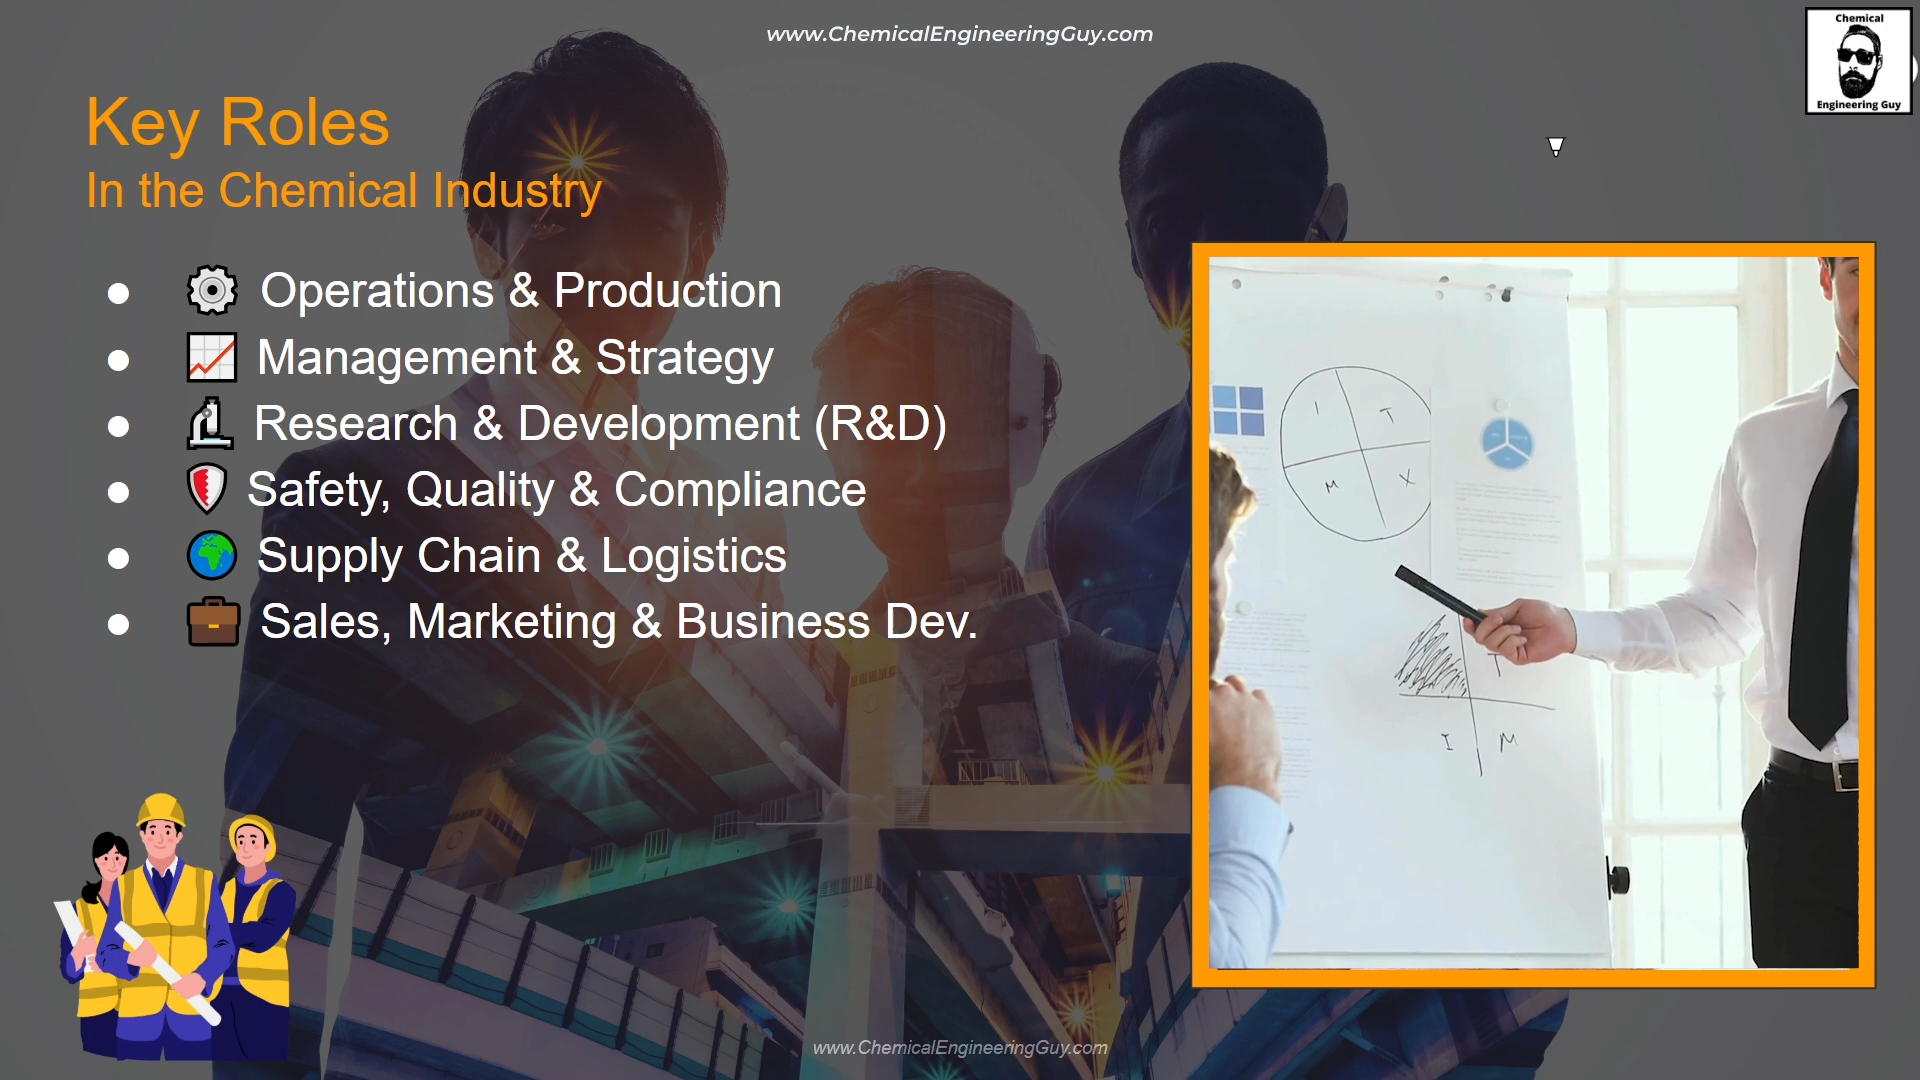 www.ChemicalEngineeringGuy.com
Chemical
Engineering Guy
Key Roles
In the Chemical Industry
● ⚙️ Operations & Production
● 📈 Management & Strategy
● 🔬 Research & Development (R&D)
● 🛡️ Safety, Quality & Compliance
● 🌍 Supply Chain & Logistics
● 💼 Sales, Marketing & Business Dev.
I T
M X
T
I M
www.ChemicalEngineeringGuy.com